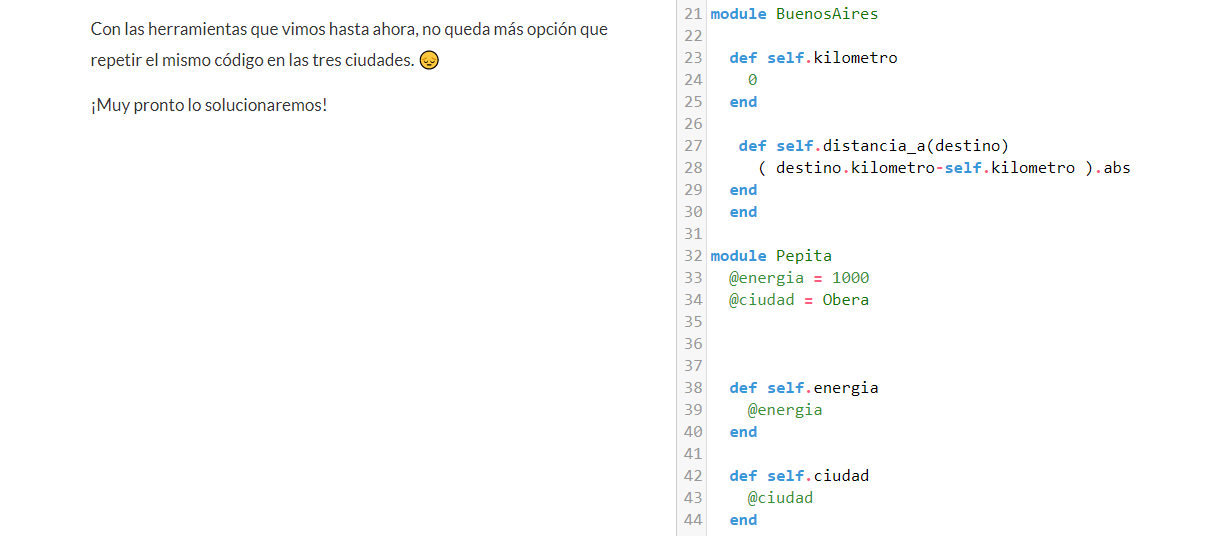 Con las herramientas que vimos hasta ahora, no queda más opción que
repetir el mismo código en las tres ciudades. 😔
¡Muy pronto lo solucionaremos!
21 module BuenosAires
22
23   def self.kilometro
24     0
25   end
26
27    def self.distancia_a(destino)
28      ( destino.kilometro-self.kilometro ).abs
29   end
30   end
31
32 module Pepita
33   @energia = 1000
34   @ciudad = Obera
35
36
37
38   def self.energia
39     @energia
40   end
41
42   def self.ciudad
43     @ciudad
44   end